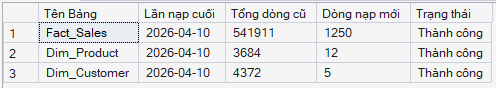 Tên Bảng Lần nạp cuối Tổng dòng cũ Dòng nạp mới Trạng thái
1 Fact_Sales 2026-04-10 541911 1250 Thành công
2 Dim_Product 2026-04-10 3684 12 Thành công
3 Dim_Customer 2026-04-10 4372 5 Thành công